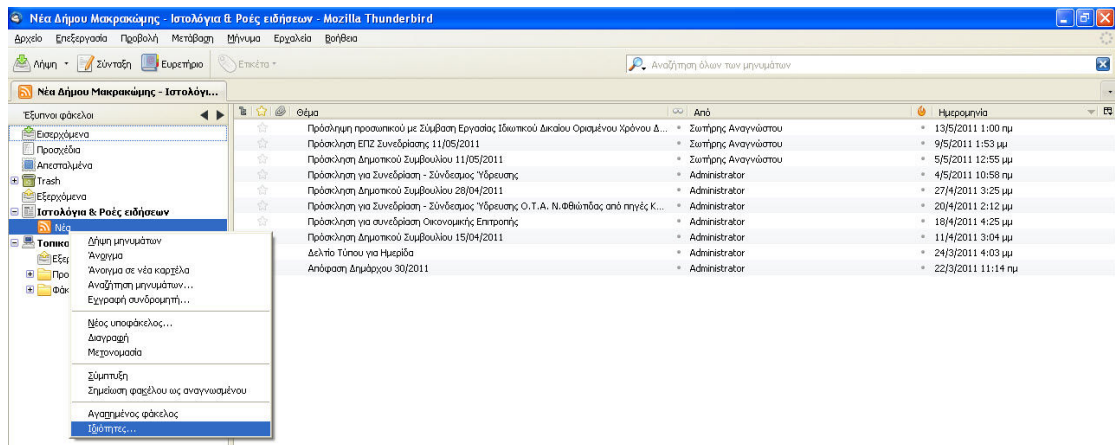 Νέα Δήμου Μακρακώμης - Ιστολόγια & Ροές ειδήσεων - Mozilla Thunderbird
Αρχείο Επεξεργασία Προβολή Μετάβαση Μήνυμα Εργαλεία Βοήθεια
Λήψη Σύνταξη Ευρετήριο Ετικέτα Αναζήτηση όλων των μηνυμάτων
Νέα Δήμου Μακρακώμης - Ιστολόγι...
Έξυπνοι φάκελοι
Θέμα Από Ημερομηνία
Εισερχόμενα
Προσχέδια
Απεσταλμένα
Trash
Εξερχόμενα
Ιστολόγια & Ροές ειδήσεων
Νέα
Τοπικο
Εξερ
Προ
Φάκ
Πρόσληψη προσωπικού με Σύμβαση Εργασίας Ιδιωτικού Δικαίου Ορισμένου Χρόνου Δ... Σωτήρης Αναγνώστου 13/5/2011 1:00 πμ
Πρόσκληση ΕΠΖ Συνεδρίασης 11/05/2011 Σωτήρης Αναγνώστου 9/5/2011 1:53 μμ
Πρόσκληση Δημοτικού Συμβουλίου 11/05/2011 Σωτήρης Αναγνώστου 5/5/2011 12:55 μμ
Πρόσκληση για Συνεδρίαση - Σύνδεσμος Ύδρευσης Administrator 4/5/2011 10:58 πμ
Πρόσκληση Δημοτικού Συμβουλίου 28/04/2011 Administrator 27/4/2011 3:25 μμ
Πρόσκληση για Συνεδρίαση - Σύνδεσμος Ύδρευσης Ο.Τ.Α. Ν.Φθιώτιδας από πηγές Κ... Administrator 20/4/2011 2:12 μμ
Πρόσκληση για συνεδρίαση Οικονομικής Επιτροπής Administrator 18/4/2011 4:25 μμ
Πρόσκληση Δημοτικού Συμβουλίου 15/04/2011 Administrator 11/4/2011 3:04 μμ
Δελτίο Τύπου για Ημερίδα Administrator 24/3/2011 4:03 μμ
Απόφαση Δημάρχου 30/2011 Administrator 22/3/2011 11:14 πμ
Λήψη μηνυμάτων
Άνοιγμα
Άνοιγμα σε νέα καρτέλα
Αναζήτηση μηνυμάτων...
Εγγραφή συνδρομητή...
Νέος υποφάκελος...
Διαγραφή
Μετονομασία
Σύμπτυξη
Σημείωση φακέλου ως αναγνωσμένου
Αγαπημένος φάκελος
Ιδιότητες...